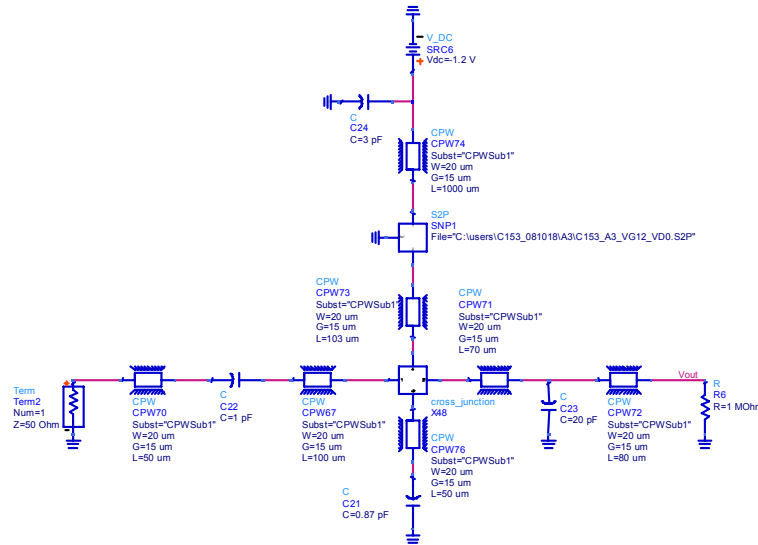 V_DC
SRC6
Vdc=-1.2 V
C
C24
C=3 pF
CPW
CPW74
Subst="CPWSub1"
W=20 um
G=15 um
L=1000 um
S2P
SNP1
File="C:\users\C153_081018\A3\C153_A3_VG12_VD0.S2P"
CPW
CPW73
Subst="CPWSub1"
W=20 um
G=15 um
L=103 um
CPW
CPW71
Subst="CPWSub1"
W=20 um
G=15 um
L=70 um
Term
Term2
Num=1
Z=50 Ohm
CPW
CPW70
Subst="CPWSub1"
W=20 um
G=15 um
L=50 um
C
C22
C=1 pF
CPW
CPW67
Subst="CPWSub1"
W=20 um
G=15 um
L=100 um
cross_junction
X48
CPW
CPW76
Subst="CPWSub1"
W=20 um
G=15 um
L=50 um
C
C21
C=0.87 pF
C
C23
C=20 pF
CPW
CPW72
Subst="CPWSub1"
W=20 um
G=15 um
L=80 um
Vout
R
R6
R=1 MOhr